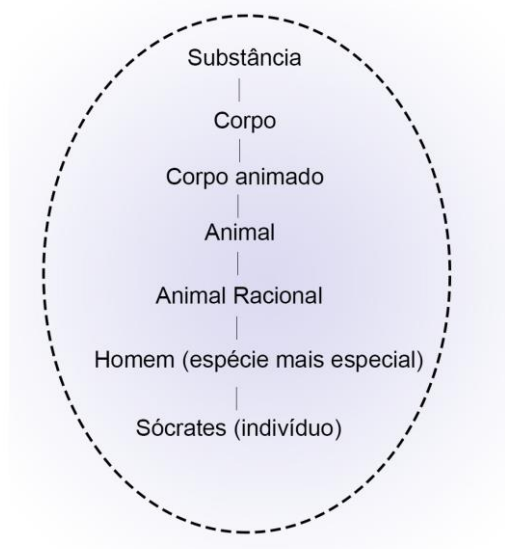 Substância
Corpo
Corpo animado
Animal
Animal Racional
Homem (espécie mais especial)
Sócrates (indivíduo)